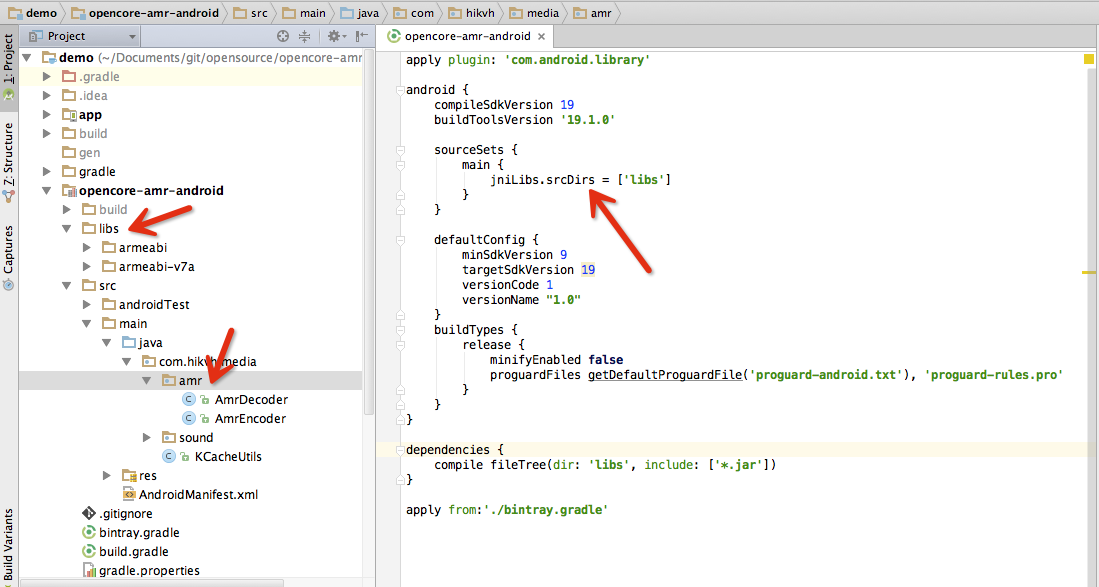 demo opencore-amr-android src main java com hikvh media amr
Project
opencore-amr-android
1: Project
Z: Structure
Captures
Build Variants
demo (~/Documents/git/opensource/opencore-amr
.gradle
.idea
app
build
gen
gradle
opencore-amr-android
build
libs
armeabi
armeabi-v7a
src
androidTest
main
java
com.hikvh.media
amr
AmrDecoder
AmrEncoder
sound
KCacheUtils
res
AndroidManifest.xml
.gitignore
bintray.gradle
build.gradle
gradle.properties
apply plugin: 'com.android.library'
android {
compileSdkVersion 19
buildToolsVersion '19.1.0'
sourceSets {
main {
jniLibs.srcDirs = ['libs']
}
}
defaultConfig {
minSdkVersion 9
targetSdkVersion 19
versionCode 1
versionName "1.0"
}
buildTypes {
release {
minifyEnabled false
proguardFiles getDefaultProguardFile('proguard-android.txt'), 'proguard-rules.pro'
}
}
}
dependencies {
compile fileTree(dir: 'libs', include: ['*.jar'])
}
apply from:'./bintray.gradle'